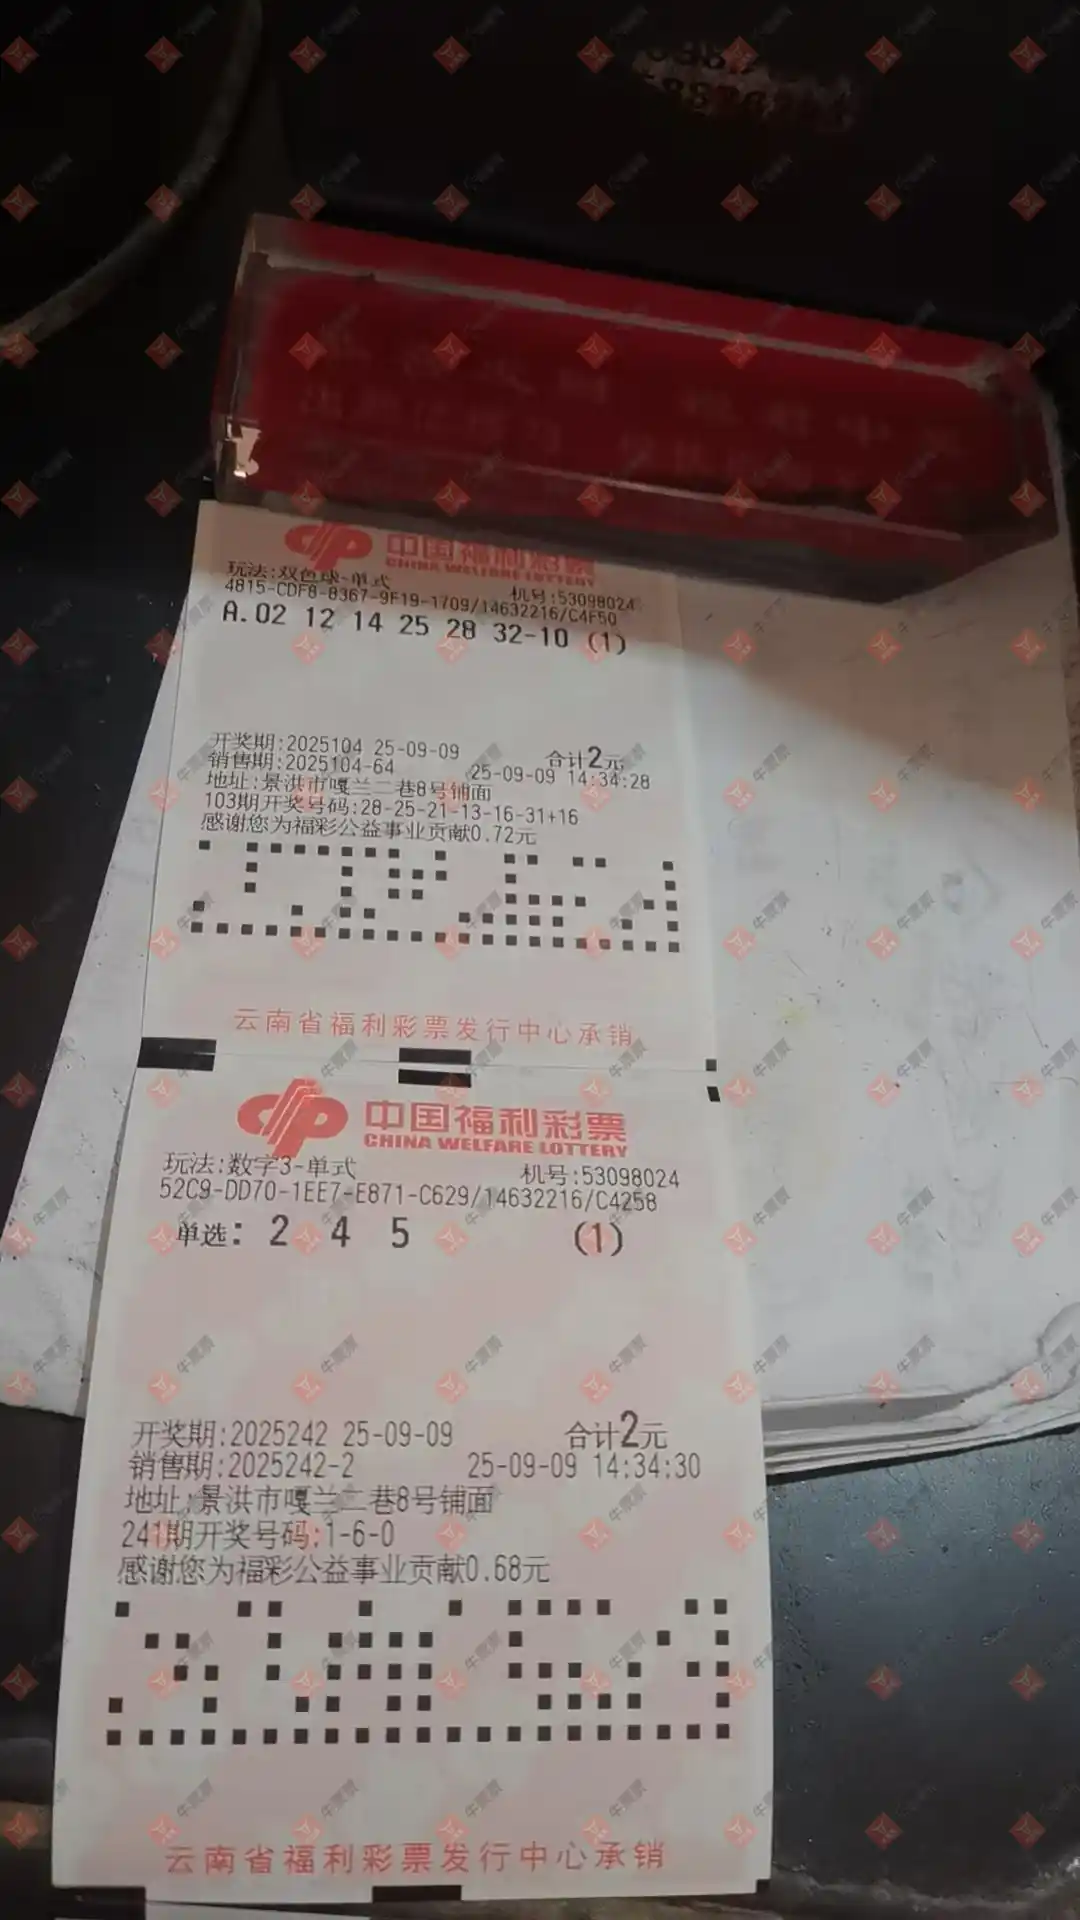 中国福利彩票
CHINA WELFARE LOTTERY
玩法:双色球-单式 机号:53098024
4815-CDF8-8367-9F19-1709/14632216/C4F50
A.02 12 14 25 28 32-10 (1)
开奖期:2025104 25-09-09 合计2元
销售期:2025104-64 25-09-09 14:34:28
地址:景洪市嘎兰二巷8号铺面
103期开奖号码:28-25-21-13-16-31+16
感谢您为福彩公益事业贡献0.72元
云南省福利彩票发行中心承销
中国福利彩票
CHINA WELFARE LOTTERY
玩法:数字3-单式 机号:53098024
52C9-DD70-1EE7-E871-C629/14632216/C4258
单选: 2 4 5 (1)
开奖期:2025242 25-09-09 合计2元
销售期:2025242-2 25-09-09 14:34:30
地址:景洪市嘎兰二巷8号铺面
241期开奖号码:1-6-0
感谢您为福彩公益事业贡献0.68元
云南省福利彩票发行中心承销
牛票票